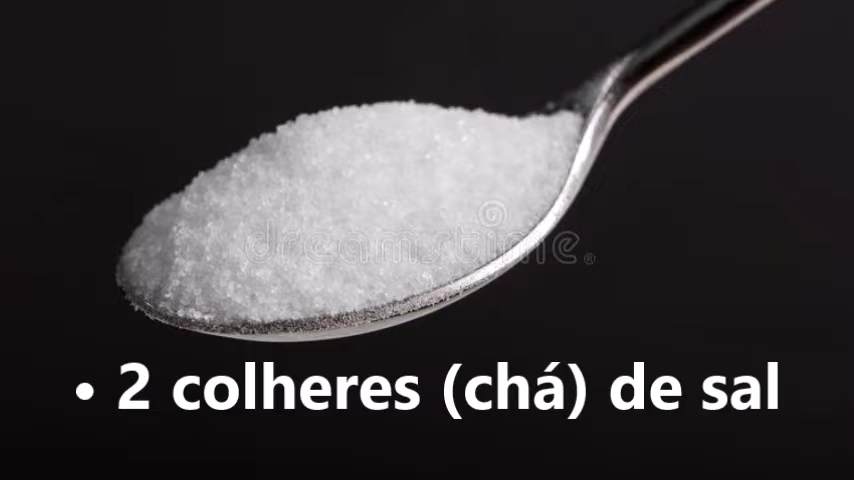 dreamstime®
• 2 colheres (chá) de sal